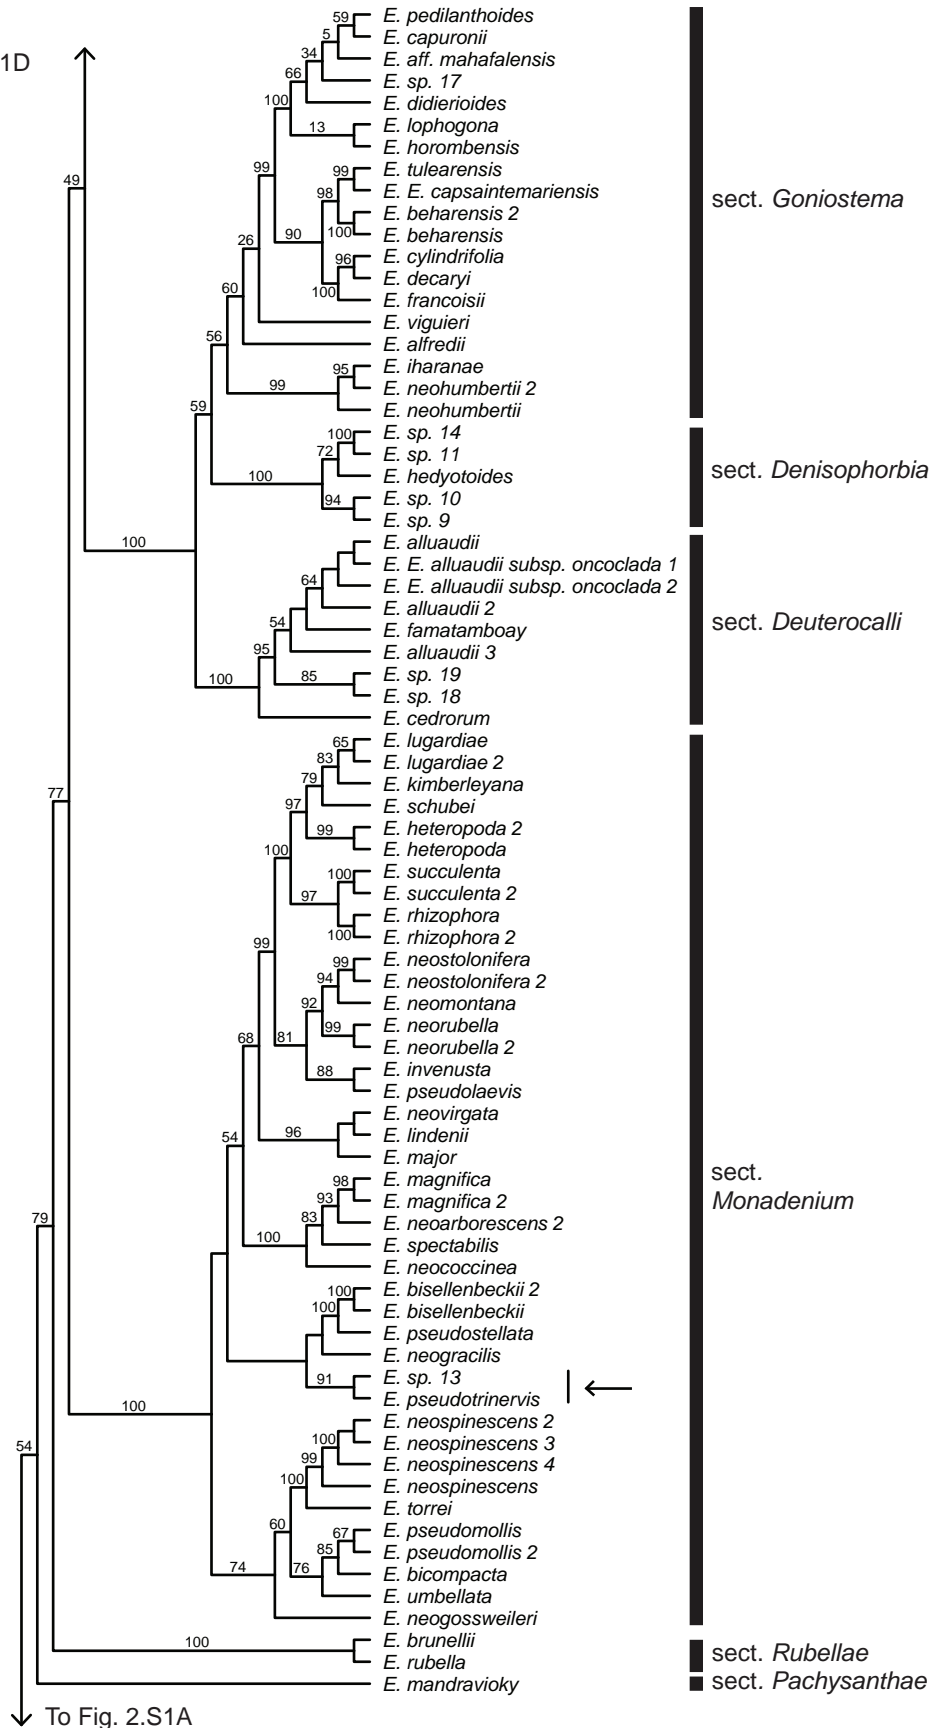 59
E. pedilanthoides
5
E. capuronii
1D
34
E. aff. mahafalensis
66
E. sp. 17
100
E. didierioides
13
E. lophogona
E. horombensis
49
99
99
E. tulearensis
98
E. E. capsaintemariensis
sect. Goniostema
E. beharensis 2
26
90
100
E. beharensis
96
E. cylindrifolia
E. decaryi
60
100
E. francoisii
E. viguieri
56
E. alfredii
95
E. iharanae
99
E. neohumbertii 2
59
E. neohumbertii
100
E. sp. 14
72
E. sp. 11
100
E. hedyotoides
sect. Denisophorbia
94
E. sp. 10
E. sp. 9
100
E. alluaudii
E. E. alluaudii subsp. oncoclada 1
64
E. E. alluaudii subsp. oncoclada 2
E. alluaudii 2
54
E. famatamboay
sect. Deuterocalli
95
E. alluaudii 3
100
85
E. sp. 19
E. sp. 18
E. cedrorum
65
E. lugardiae
83
E. lugardiae 2
77
79
E. kimberleyana
97
E. schubei
99
E. heteropoda 2
100
E. heteropoda
100
E. succulenta
97
E. succulenta 2
E. rhizophora
100
E. rhizophora 2
99
99
E. neostolonifera
94
E. neostolonifera 2
92
E. neomontana
99
E. neorubella
68
81
E. neorubella 2
88
E. invenusta
E. pseudolaevis
E. neovirgata
54
96
E. lindenii
E. major
98
E. magnifica
sect.
Monadenium
93
E. magnifica 2
79
83
E. neoarborescens 2
100
E. spectabilis
E. neococcinea
100
E. bisellenbeckii 2
100
E. bisellenbeckii
E. pseudostellata
E. neogracilis
91
E. sp. 13
100
E. pseudotrinervis
E. neospinescens 2
54
100
E. neospinescens 3
99
E. neospinescens 4
100
E. neospinescens
E. torrei
60
67
E. pseudomollis
85
E. pseudomollis 2
74
76
E. bicompacta
E. umbellata
E. neogossweileri
100
E. brunellii
sect. Rubellae
E. rubella
E. mandravioky
sect. Pachysanthae
To Fig. 2.S1A